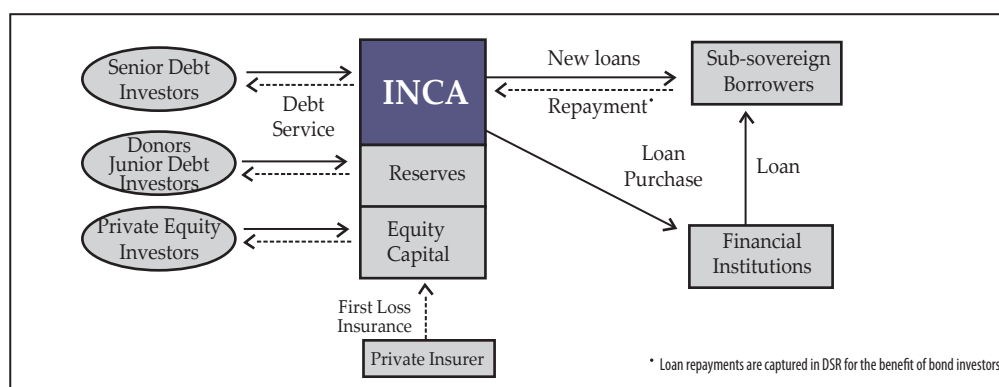 Senior Debt
Investors
Donors
Junior Debt
Investors
Private Equity
Investors
Debt
Service
INCA
Reserves
Equity
Capital
First Loss
Insurance
Private Insurer
New loans
Repayment*
Loan
Purchase
Sub-sovereign
Borrowers
Loan
Financial
Institutions
* Loan repayments are captured in DSR for the benefit of bond investors